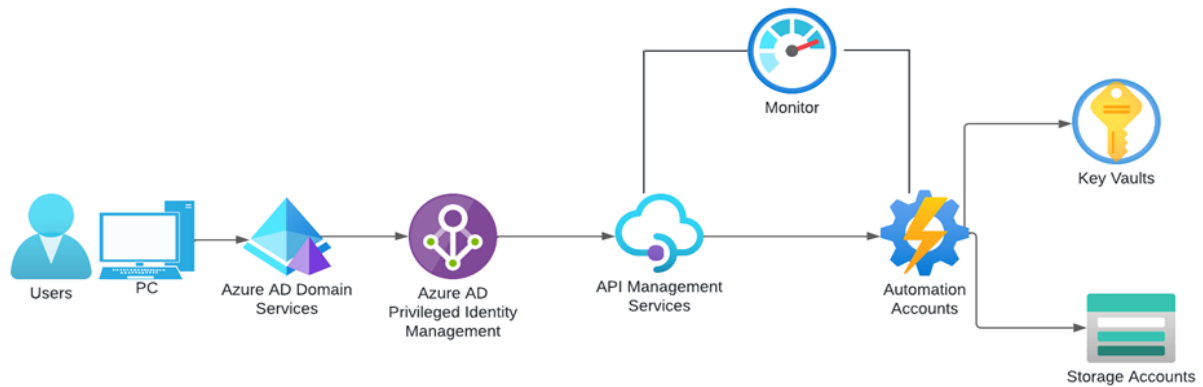 Monitor
Key Vaults
Users
PC
Azure AD Domain
Services
Azure AD
Privileged Identity
Management
API Management
Services
Automation
Accounts
Storage Accounts